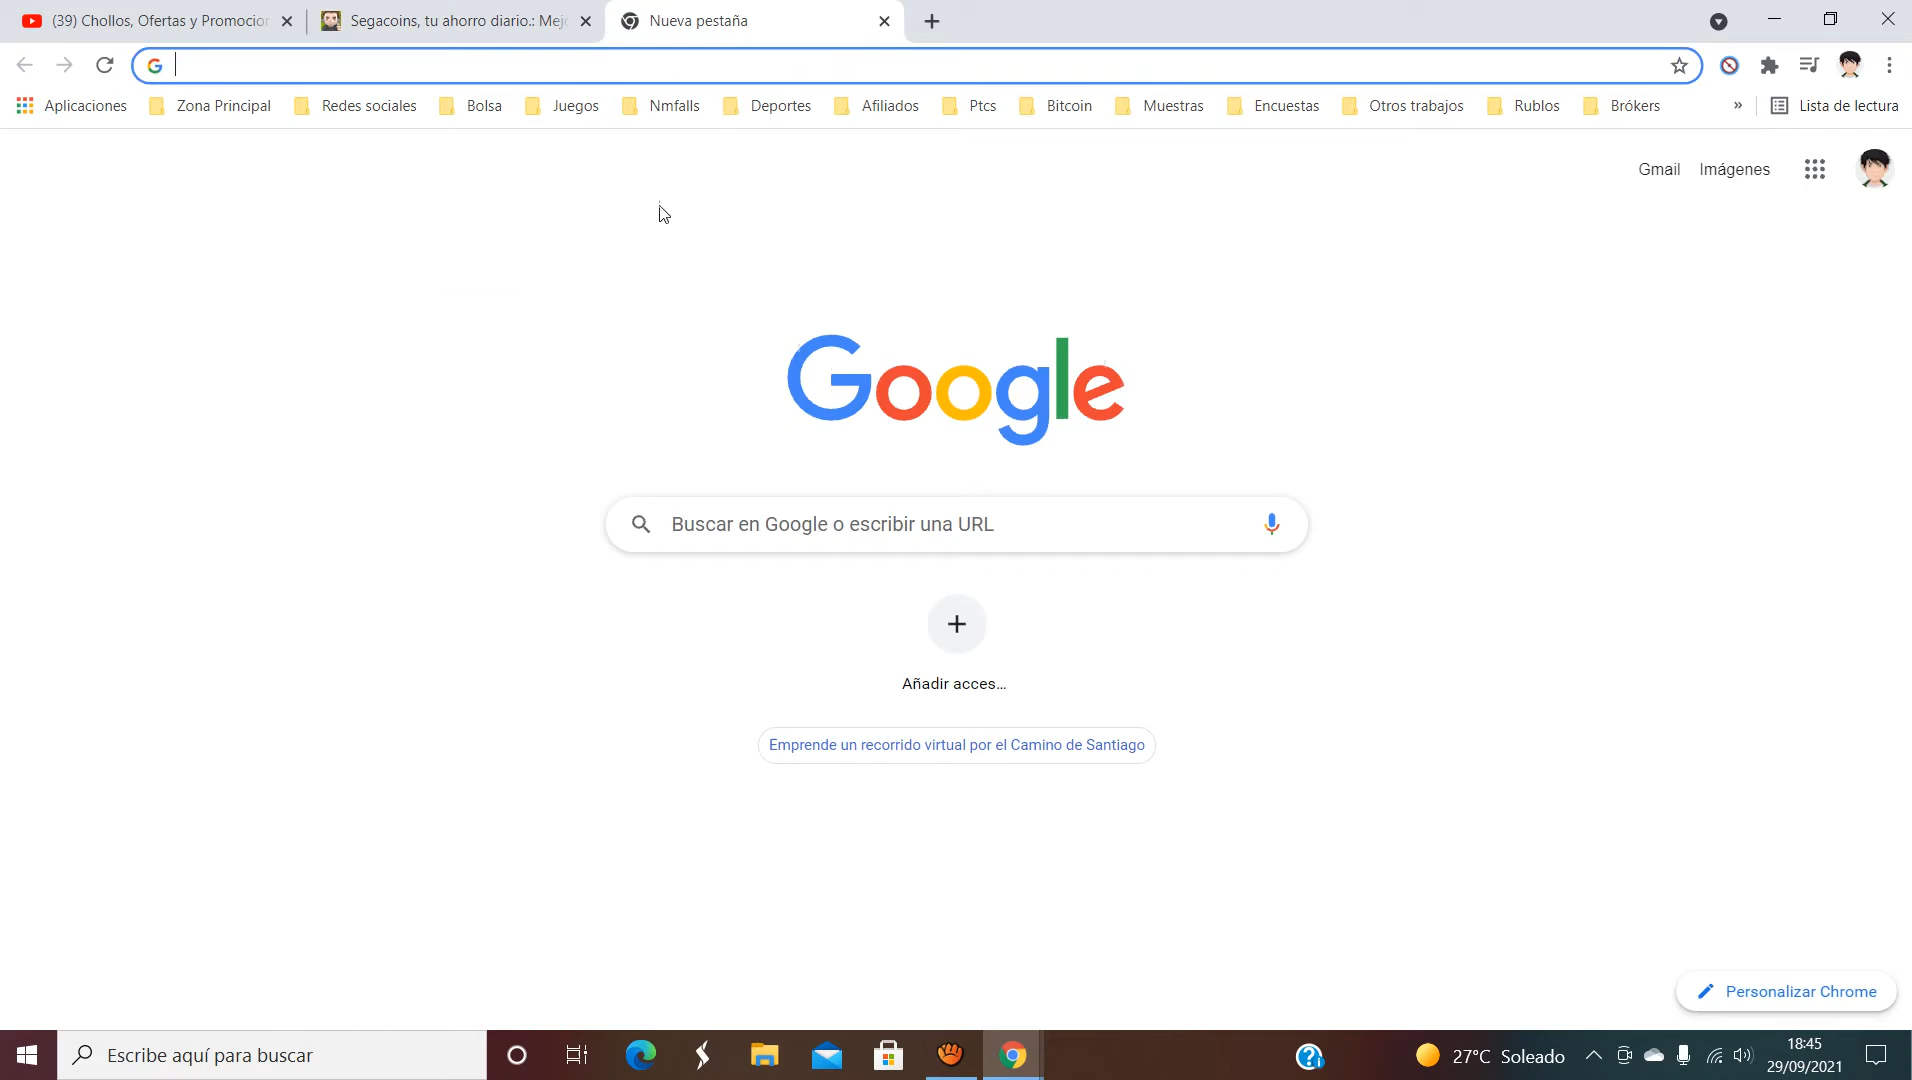 (39) Chollos, Ofertas y Promocion
Segacoins, tu ahorro diario.: Mejo
Nueva pestaña
Aplicaciones
Zona Principal
Redes sociales
Bolsa
Juegos
Nmfalls
Deportes
Afiliados
Ptcs
Bitcoin
Muestras
Encuestas
Otros trabajos
Rublos
Brókers
»
Lista de lectura
Gmail
Imágenes
Google
Buscar en Google o escribir una URL
Añadir acces...
Emprende un recorrido virtual por el Camino de Santiago
Personalizar Chrome
Escribe aquí para buscar
27°C Soleado
18:45
29/09/2021